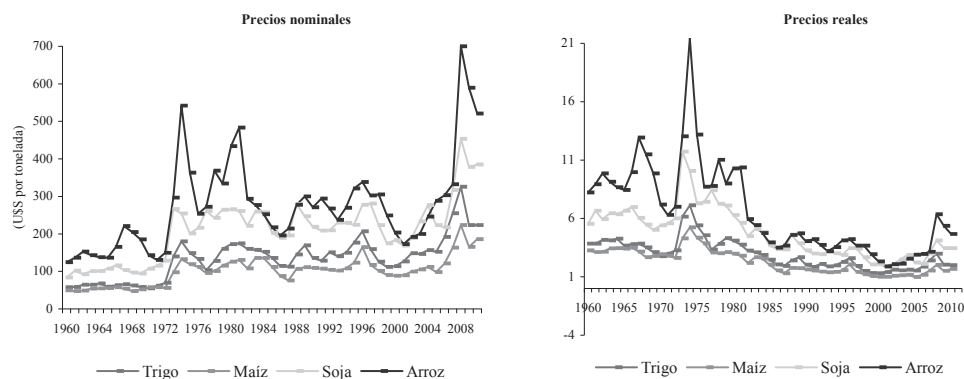 Precios nominales
700
600
500
400
300
200
100
0
(U$S por tomelada)
1960 1964 1968 1972 1976 1980 1984 1988 1992 1996 2000 2004 2008
Trigo Maíz Soja Arroz
Precios reales
21
16
11
6
1
-4
1960 1965 1970 1975 1980 1985 1990 1995 2000 2005 2010
Trigo Maíz Soja Arroz